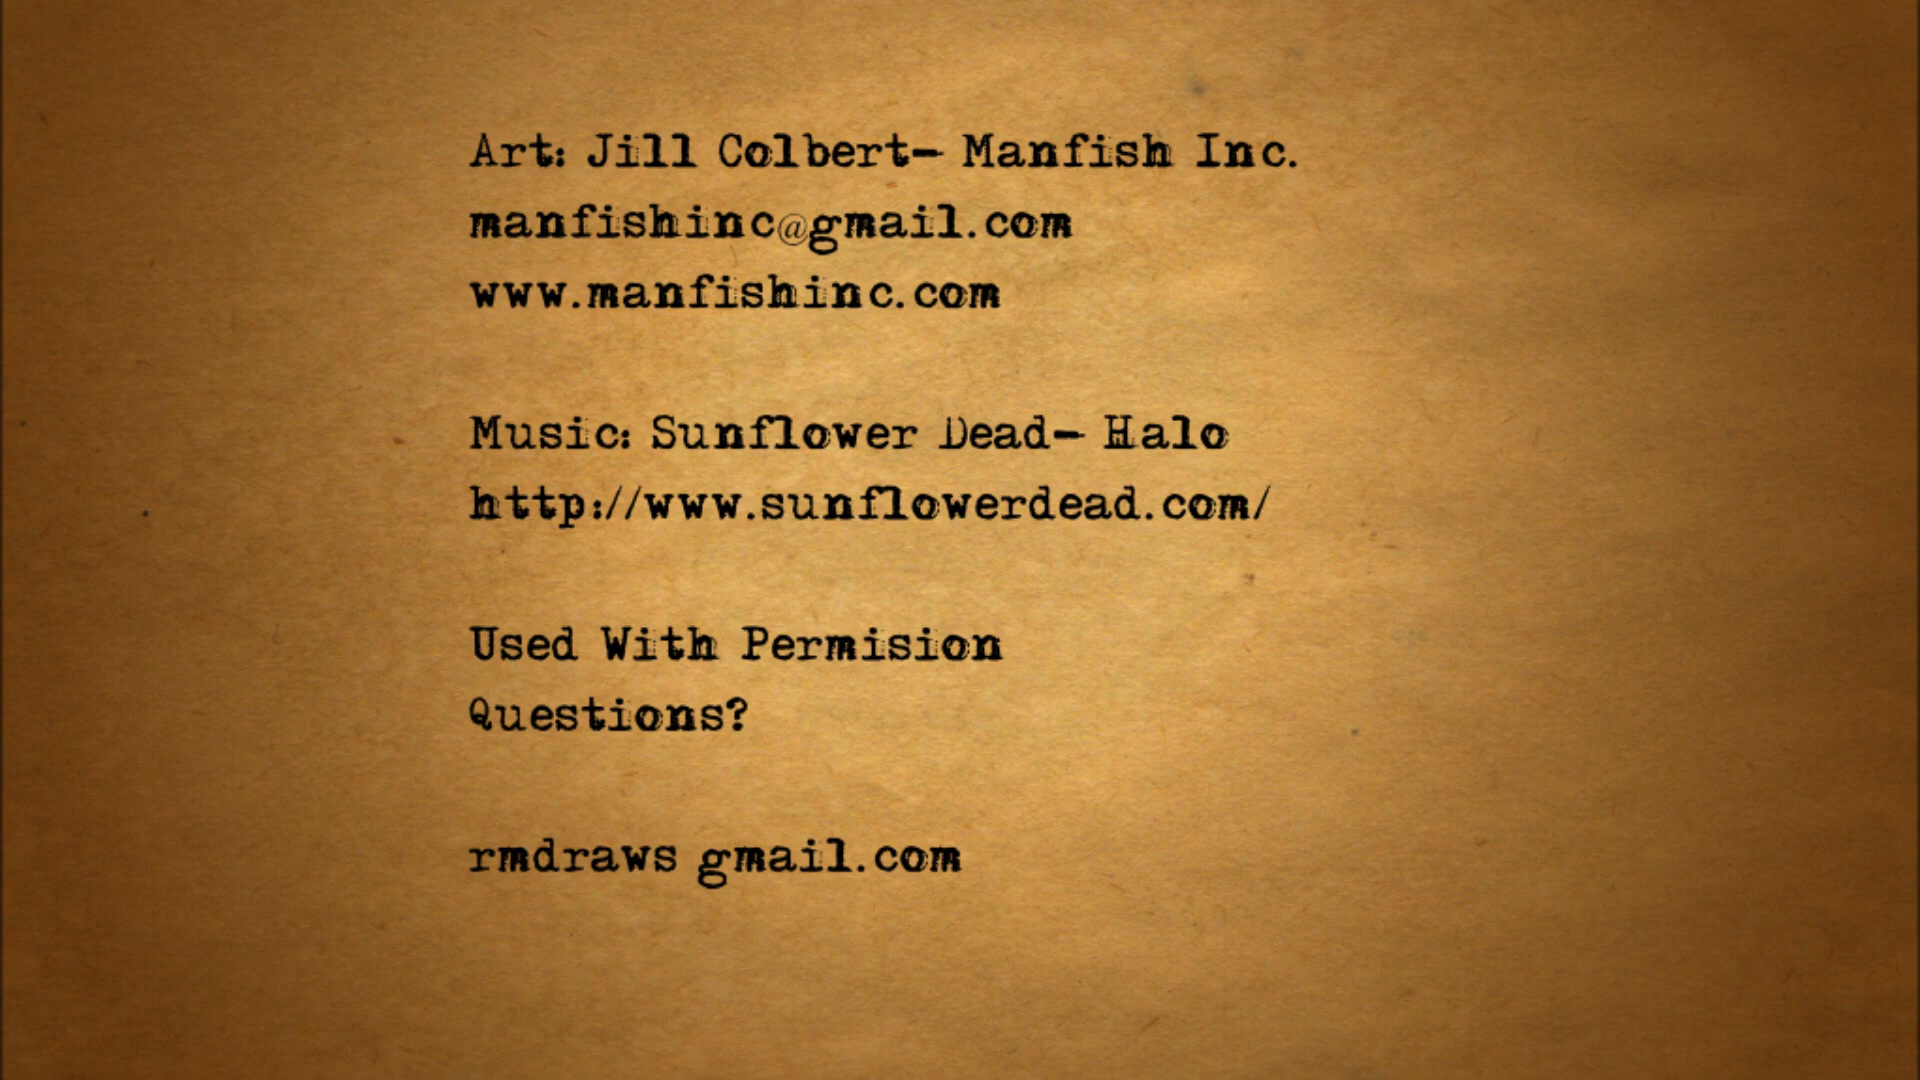 Art: Jill Colbert- Manfish Inc.
manfishinc@gmail.com
www.manfishinc.com
Music: Sunflower Dead- Halo
http://www.sunflowerdead.com/
Used With Permision
Questions?
rmdraws gmail.com